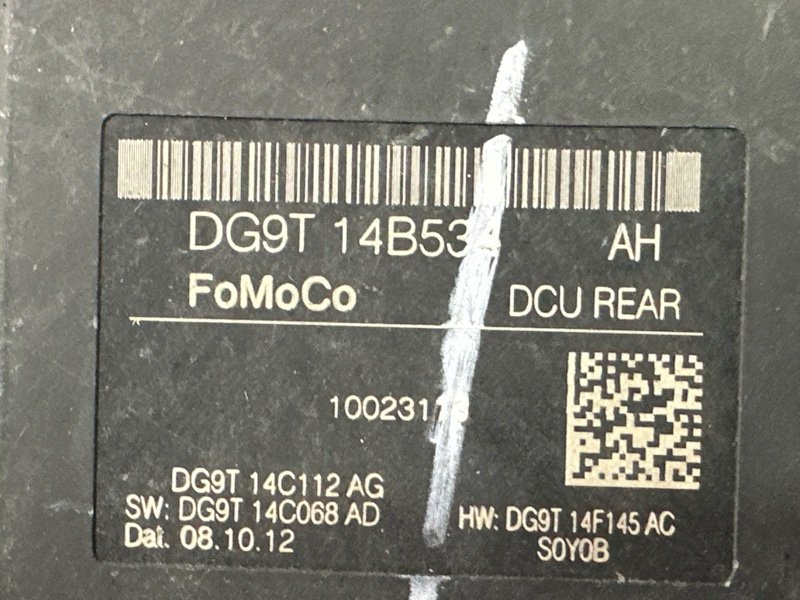 DG9T 14B53 AH
FoMoCo DCU REAR
DG9T 14C112 AG
SW: DG9T 14C068 AD
HW: DG9T 14F145 AC
Dat. 08.10.12
S0Y0B